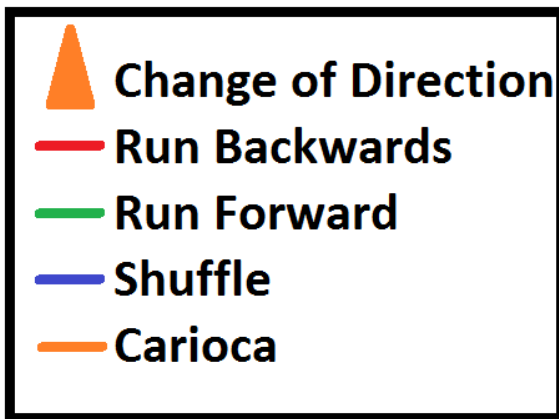 Change of Direction
Run Backwards
Run Forward
Shuffle
Carioca